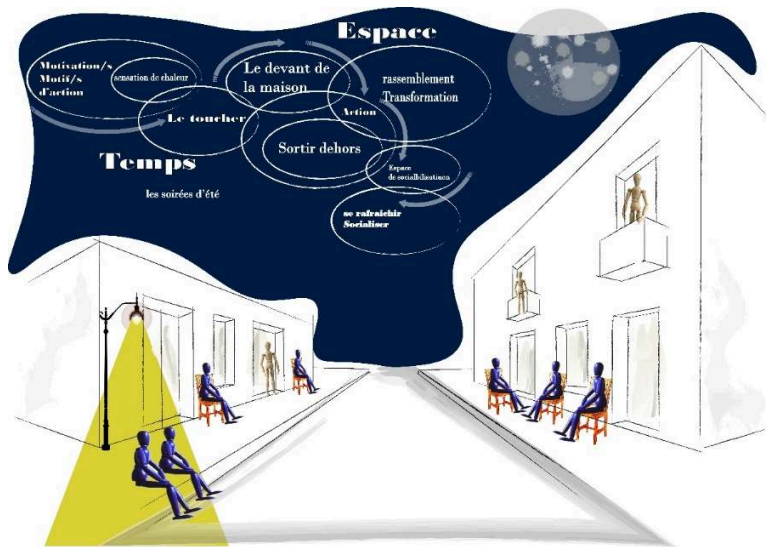 Espace
Motivation/s
Motif/s
d'action
sensation de chaleur
Le toucher
Le devant de
la maison
rassemblement
Transformation
Action
Sortir dehors
Espace
de socialbilisation
se rafraichir
Socialiser
Temps
les soirées d'été